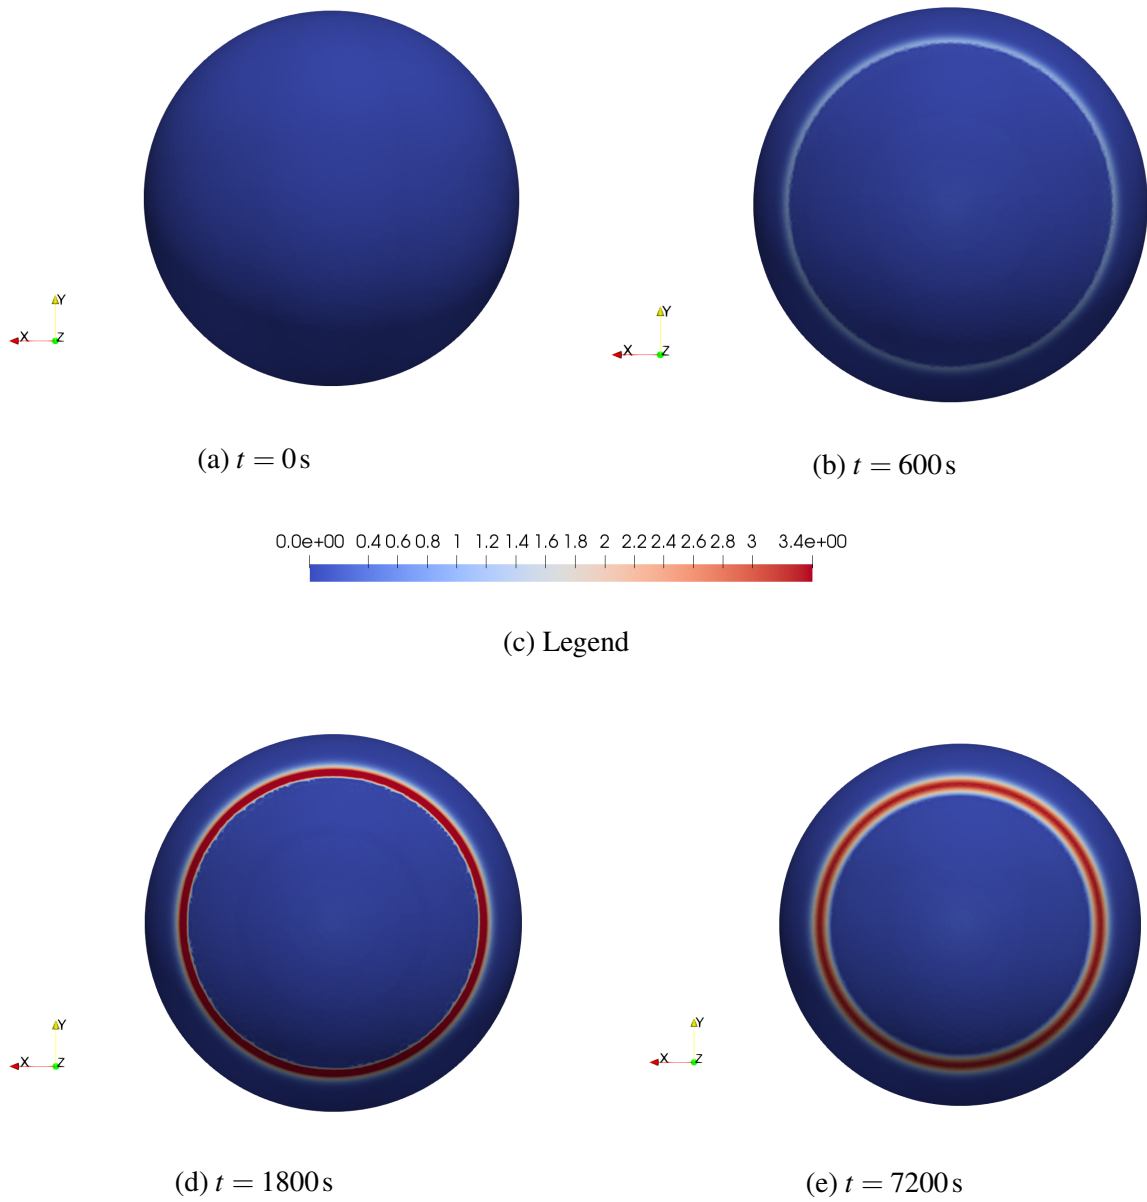 Y
X
Z
Y
X
Z
(a) t = 0 s
(b) t = 600 s
0.0e+00 0.4 0.6 0.8 1 1.2 1.4 1.6 1.8 2 2.2 2.4 2.6 2.8 3 3.4e+00
(c) Legend
Y
X
Z
Y
X
Z
(d) t = 1800 s
(e) t = 7200 s